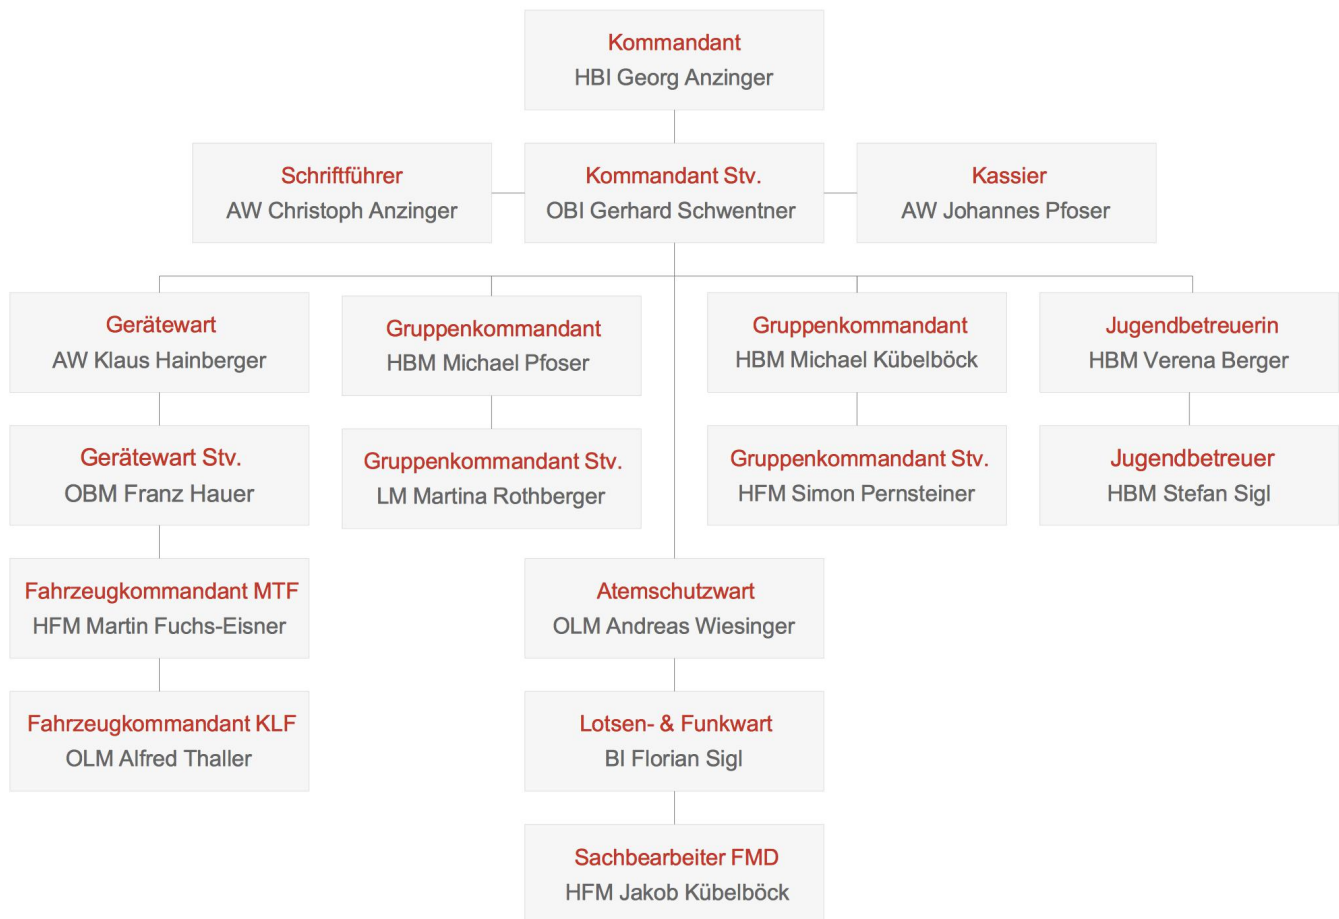 Kommandant
HBI Georg Anzinger
Schriftführer
AW Christoph Anzinger
Kommandant Stv.
OBI Gerhard Schwentner
Kassier
AW Johannes Pfoser
Gerätewart
AW Klaus Hainberger
Gruppenkommandant
HBM Michael Pfoser
Gruppenkommandant
HBM Michael Kübelböck
Jugendbetreuerin
HBM Verena Berger
Gerätewart Stv.
OBM Franz Hauer
Gruppenkommandant Stv.
LM Martina Rothberger
Gruppenkommandant Stv.
HFM Simon Pernsteiner
Jugendbetreuer
HBM Stefan Sigl
Fahrzeugkommandant MTF
HFM Martin Fuchs-Eisner
Atemschutzwart
OLM Andreas Wiesinger
Fahrzeugkommandant KLF
OLM Alfred Thaller
Lotsen- & Funkwart
BI Florian Sigl
Sachbearbeiter FMD
HFM Jakob Kübelböck